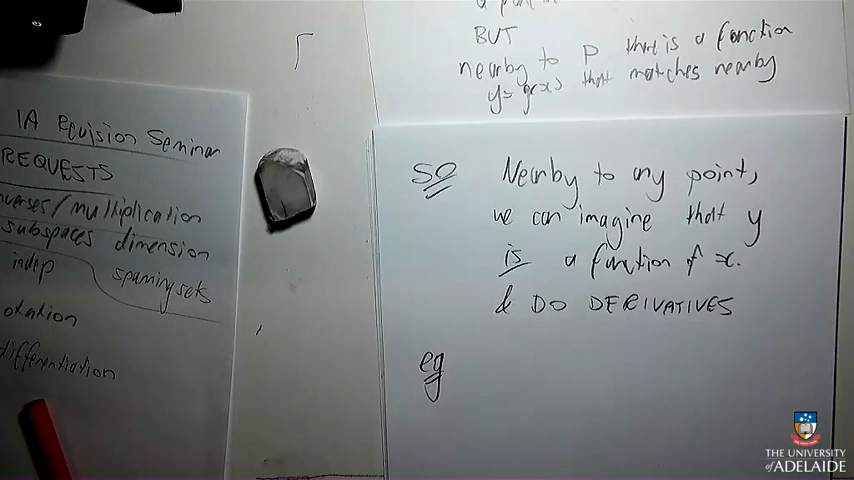 1A Revision Seminar
REQUESTS
nverses/multiplication
subspaces dimension
indep spanning sets
otation
differentiation
BUT
nearby to P there is a function
y= g(x) that matches nearby
SO Nearby to any point,
we can imagine that y
is a function of x.
& DO DERIVATIVES
eg
THE UNIVERSITY
of ADELAIDE